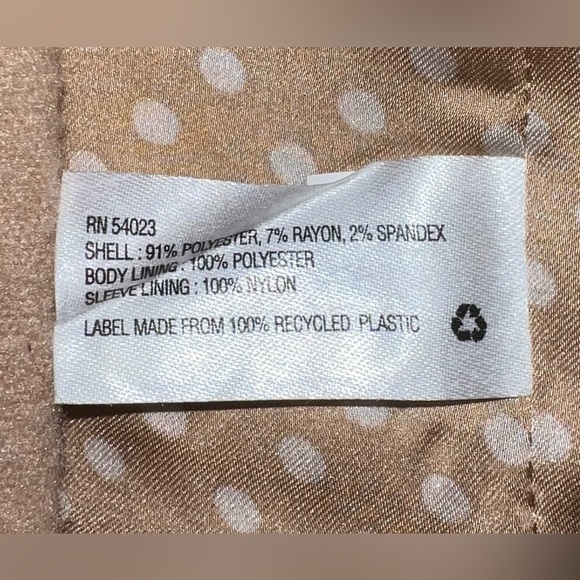 RN 54023
SHELL : 91% POLYESTER, 7% RAYON, 2% SPANDEX
BODY LINING : 100% POLYESTER
SLEEVE LINING : 100% NYLON
LABEL MADE FROM 100% RECYCLED PLASTIC